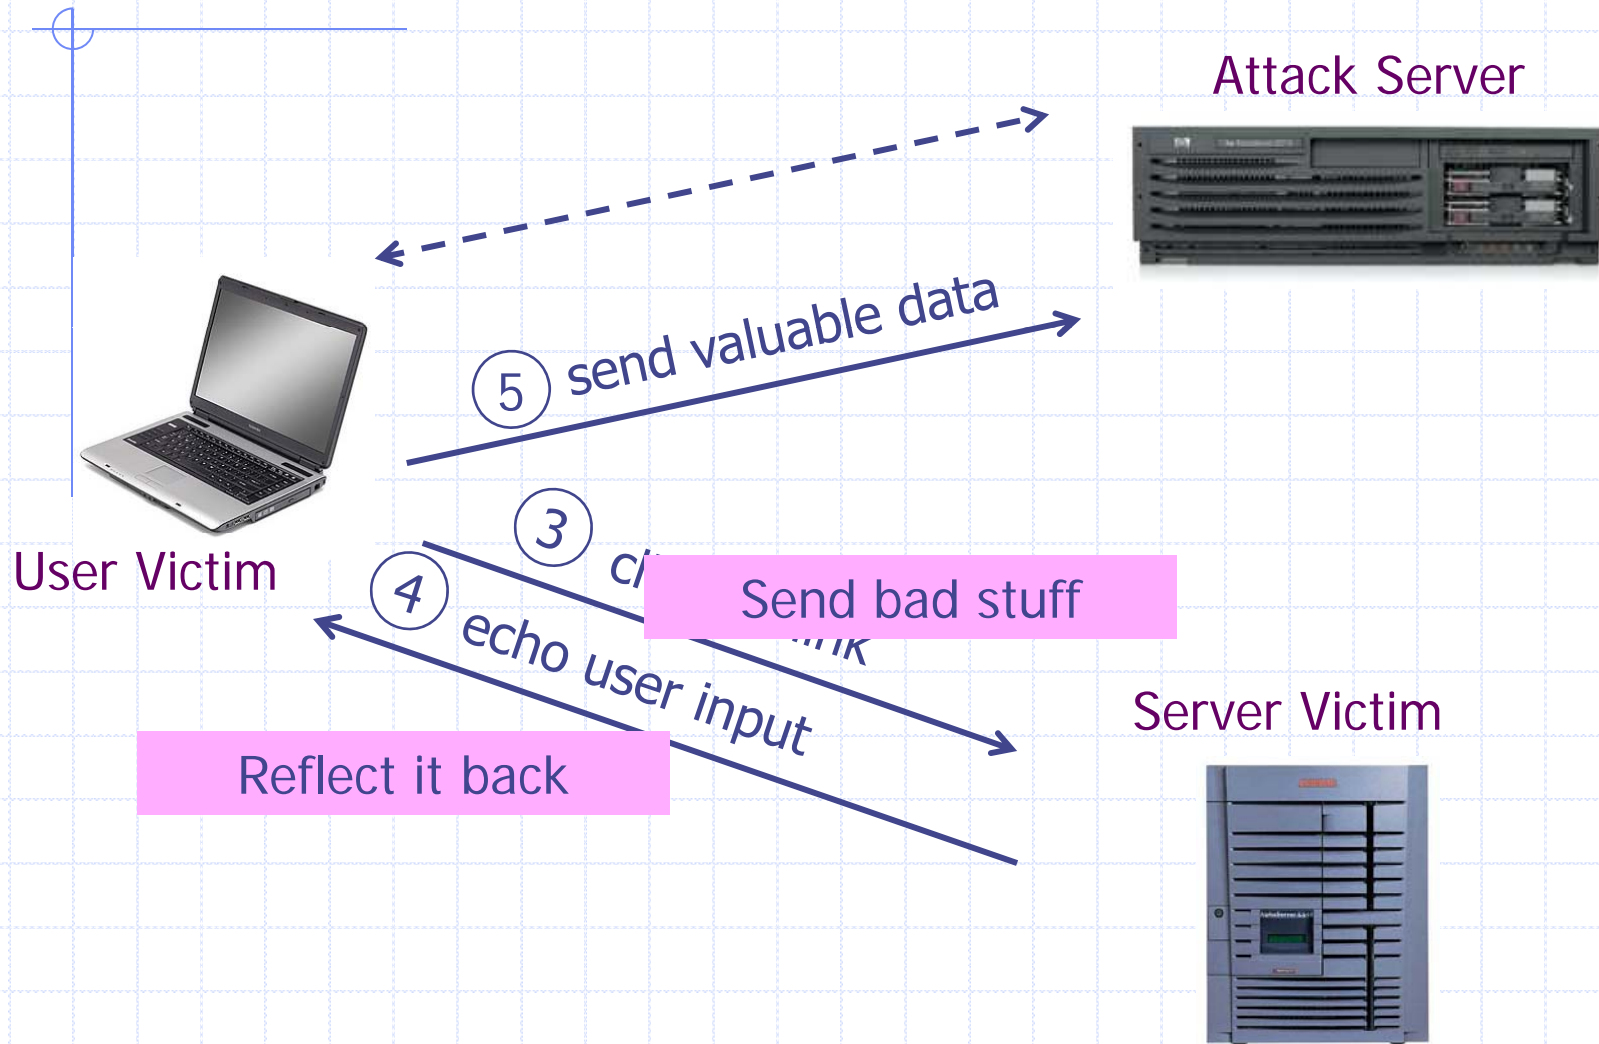 Attack Server
5 send valuable data
User Victim
3
Send bad stuff
4 echo user input
Server Victim
Reflect it back